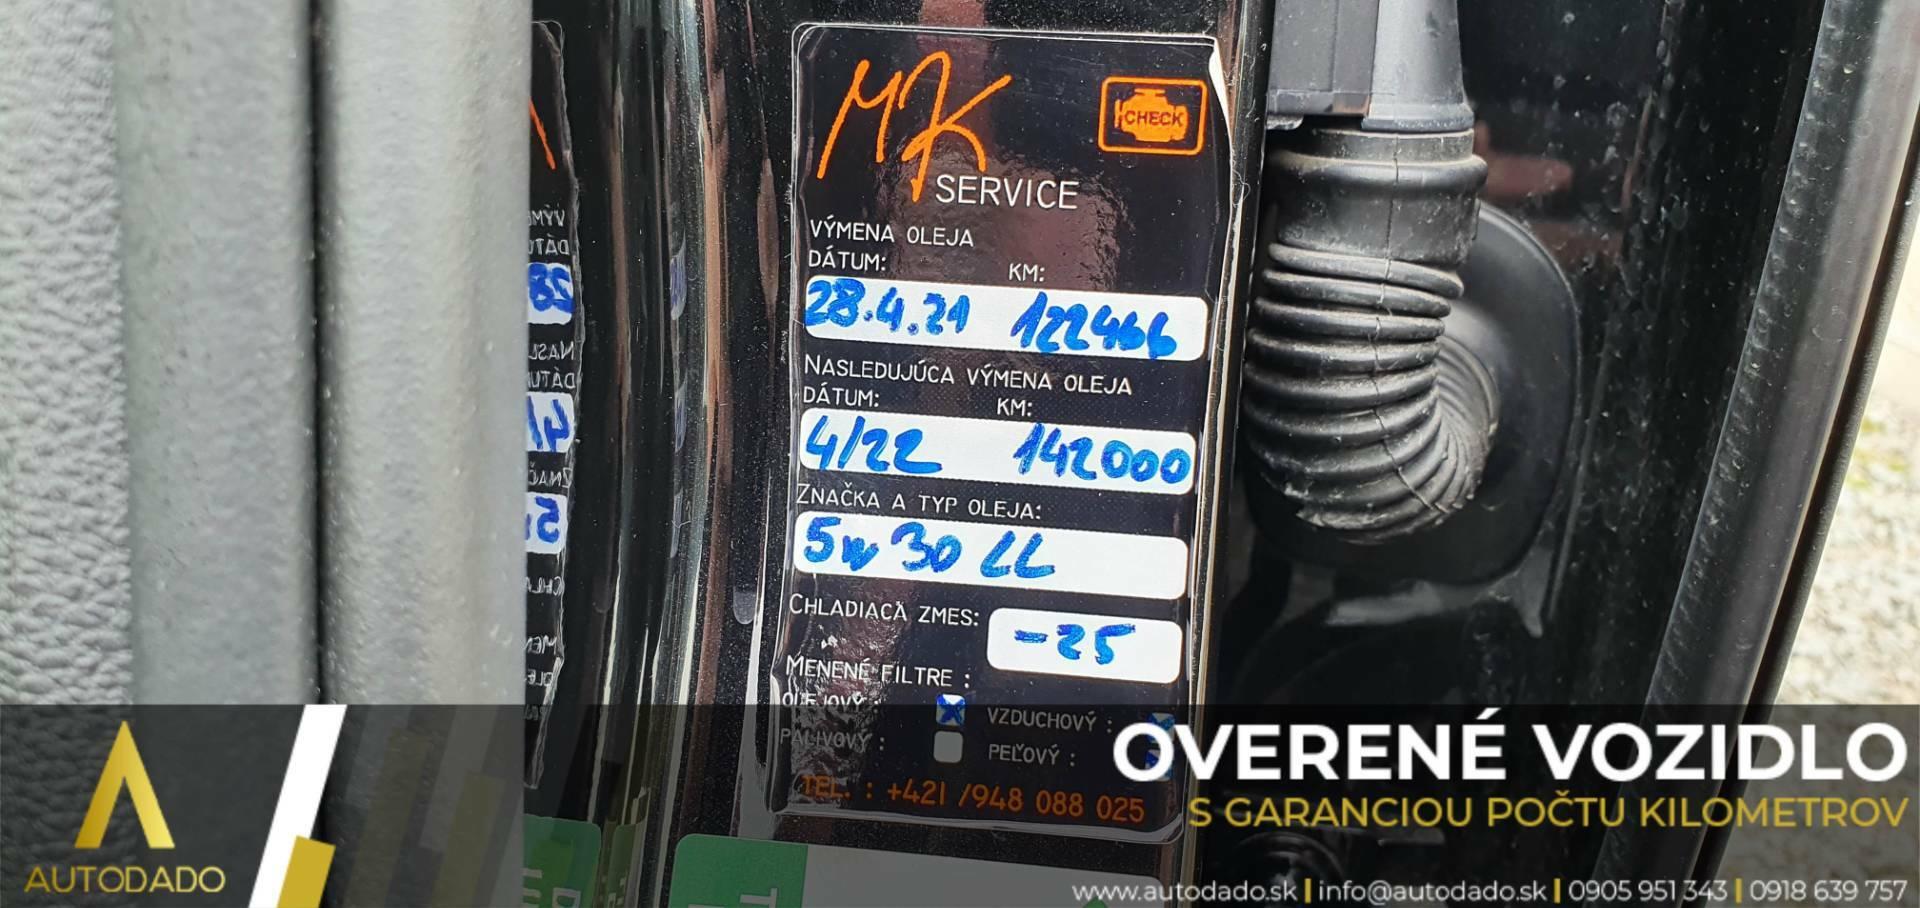 MK
SERVICE
CHECK
VÝMENA OLEJA
DÁTUM: KM:
28.4.21 122466
NASLEDUJÚCA VÝMENA OLEJA
DÁTUM: KM:
4/22 142000
ZNAČKA A TYP OLEJA:
5w30 LL
CHLADIACA ZMES: -25
MENENÉ FILTRE :
OLEJOVÝ : VZDUCHOVÝ :
PALIVOVÝ : PEĽOVÝ :
TEL. : +421 /948 088 025
AUTODADO
OVERENÉ VOZIDLO
S GARANCIOU POČTU KILOMETROV
www.autodado.sk | info@autodado.sk | 0905 951 343 | 0918 639 757